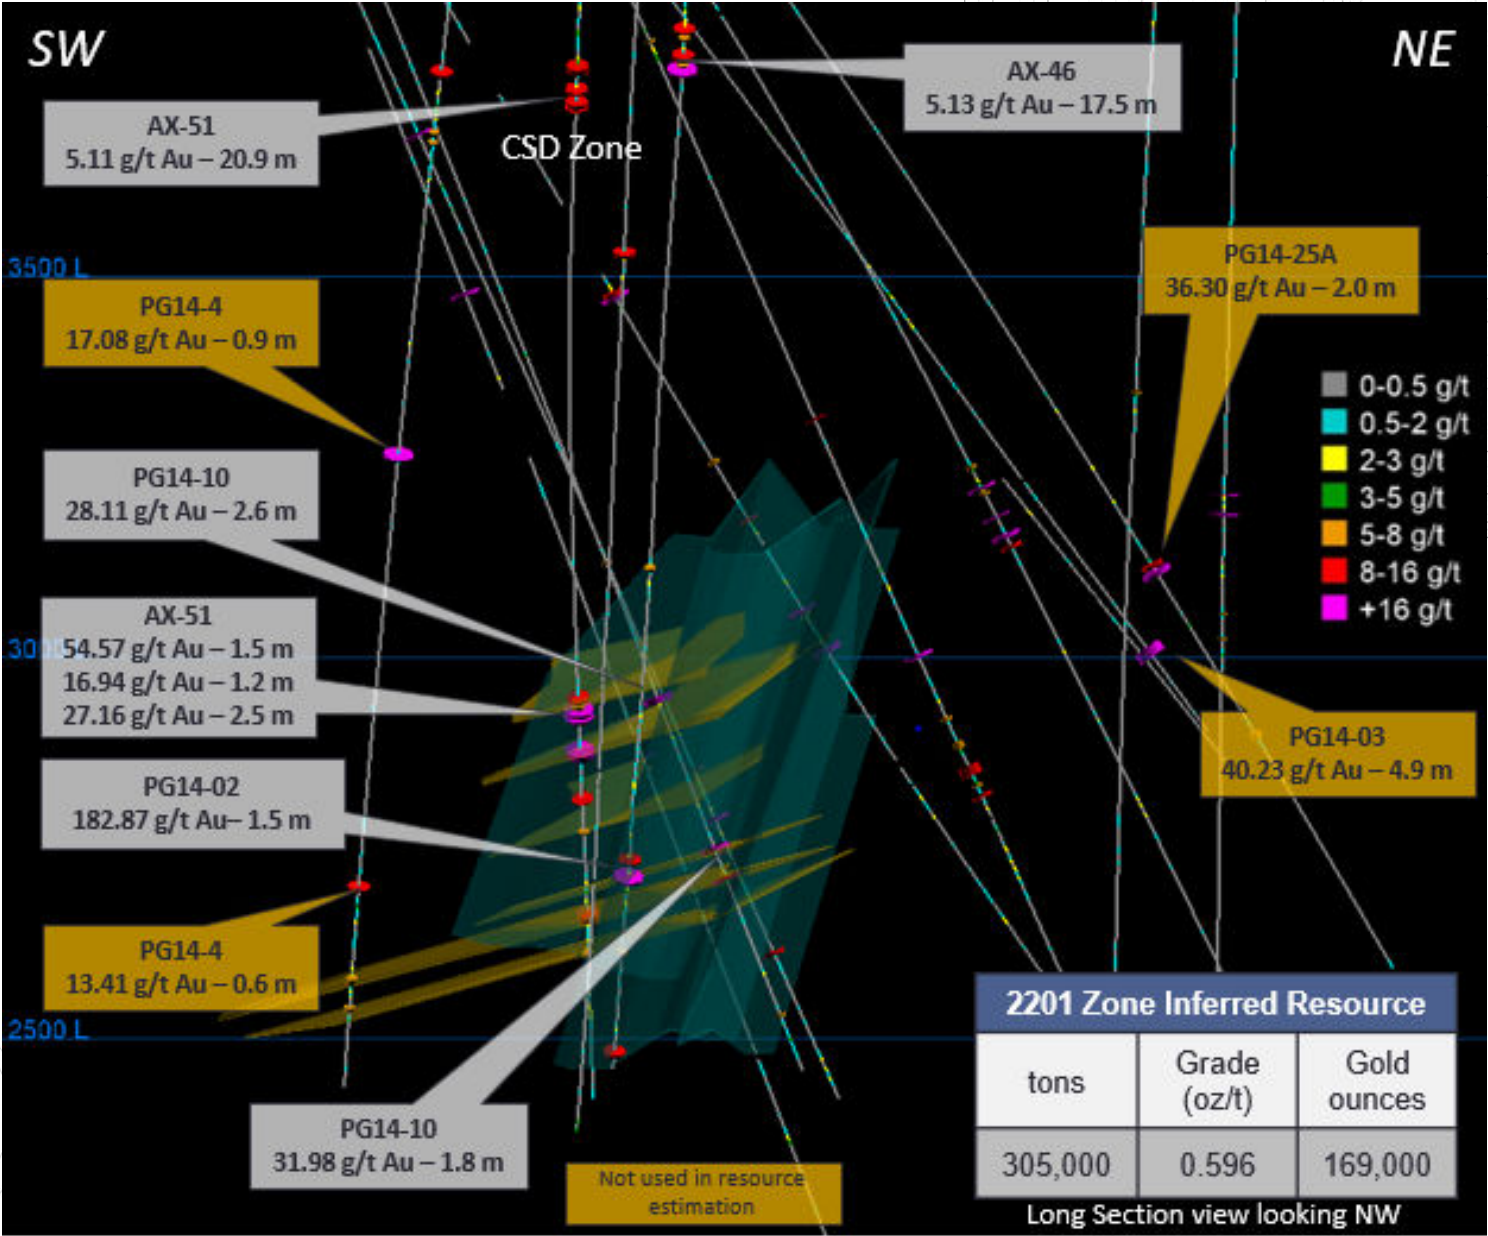 SW
NE
AX-46
5.13 g/t Au – 17.5 m
AX-51
5.11 g/t Au – 20.9 m
CSD Zone
3500 L
PG14-25A
36.30 g/t Au – 2.0 m
PG14-4
17.08 g/t Au – 0.9 m
0-0.5 g/t
0.5-2 g/t
2-3 g/t
3-5 g/t
5-8 g/t
8-16 g/t
+16 g/t
PG14-10
28.11 g/t Au – 2.6 m
AX-51
54.57 g/t Au – 1.5 m
16.94 g/t Au – 1.2 m
27.16 g/t Au – 2.5 m
PG14-03
40.23 g/t Au – 4.9 m
PG14-02
182.87 g/t Au– 1.5 m
PG14-4
13.41 g/t Au – 0.6 m
2500 L
2201 Zone Inferred Resource
tons
Grade
(oz/t)
Gold
ounces
305,000
0.596
169,000
PG14-10
31.98 g/t Au – 1.8 m
Not used in resource
estimation
Long Section view looking NW